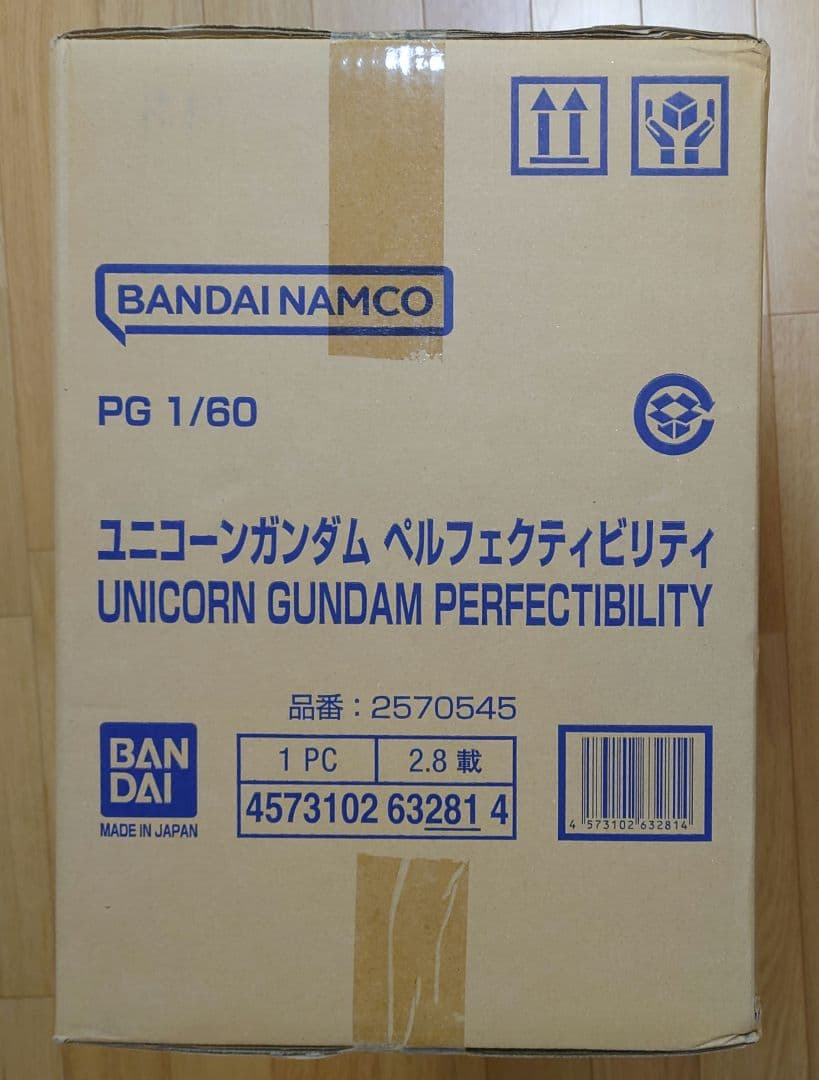 BANDAI NAMCO
PG 1/60
ユニコーンガンダム ペルフェクティビリティ
UNICORN GUNDAM PERFECTIBILITY
品番：2570545
BAN
DAI
MADE IN JAPAN
1 PC
2.8 載
4573102 63281 4
4 573102 632814